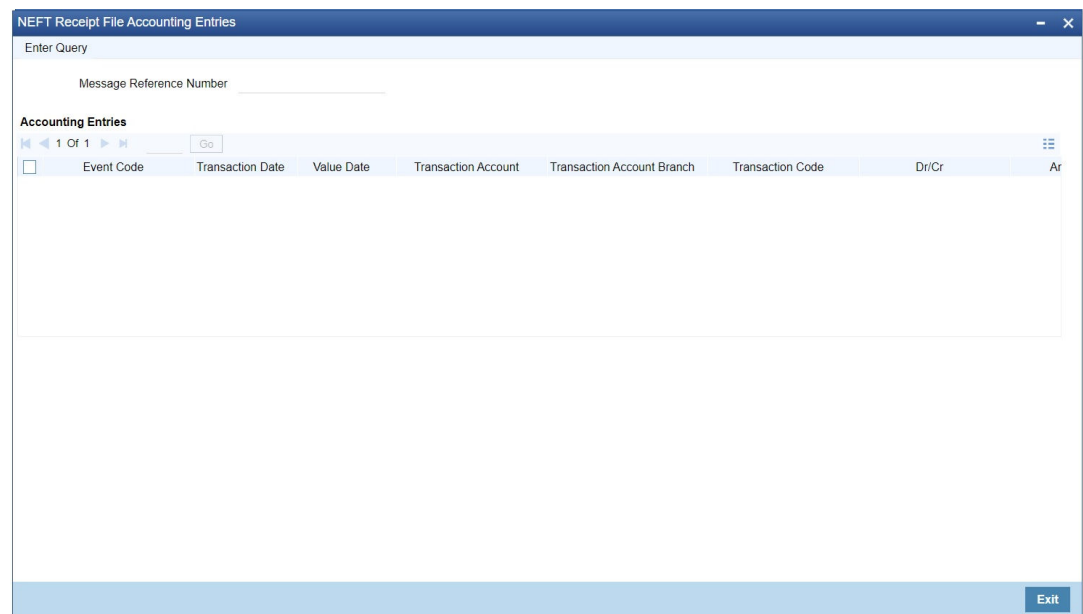 NEFT Receipt File Accounting Entries
Enter Query
Message Reference Number
Accounting Entries
1 Of 1 Go
Event Code Transaction Date Value Date Transaction Account Transaction Account Branch Transaction Code Dr/Cr Ar
Exit